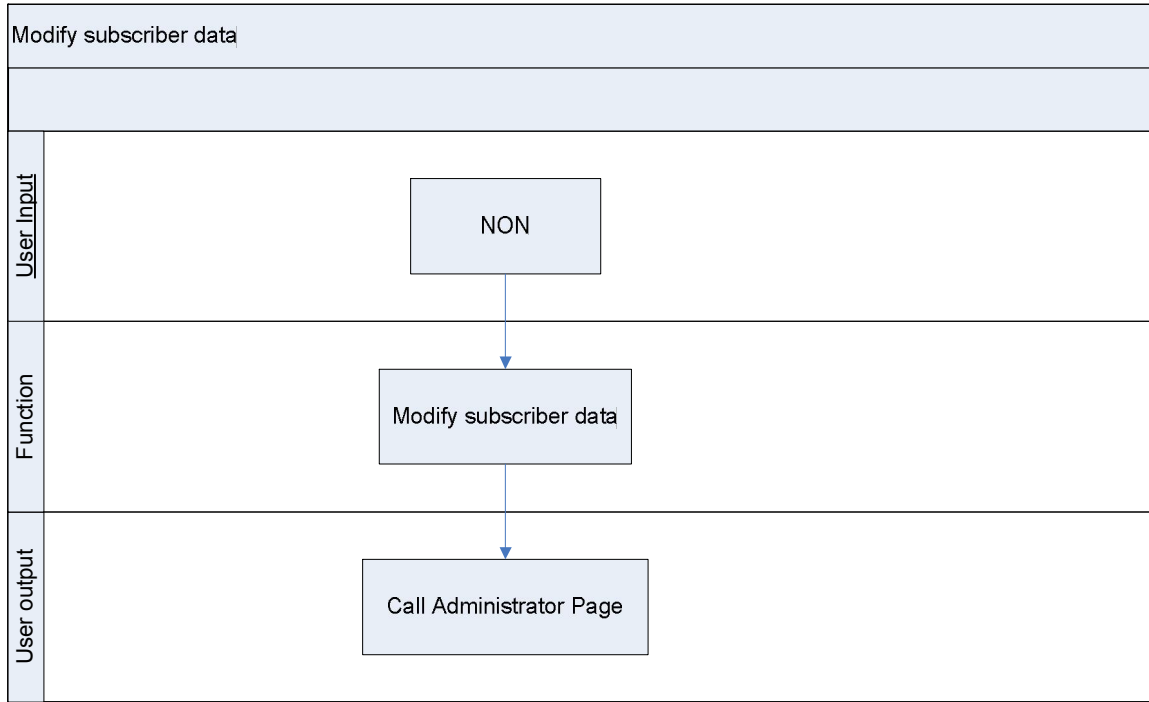 Modify subscriber data
User Input
NON
Function
Modify subscriber data
User output
Call Administrator Page